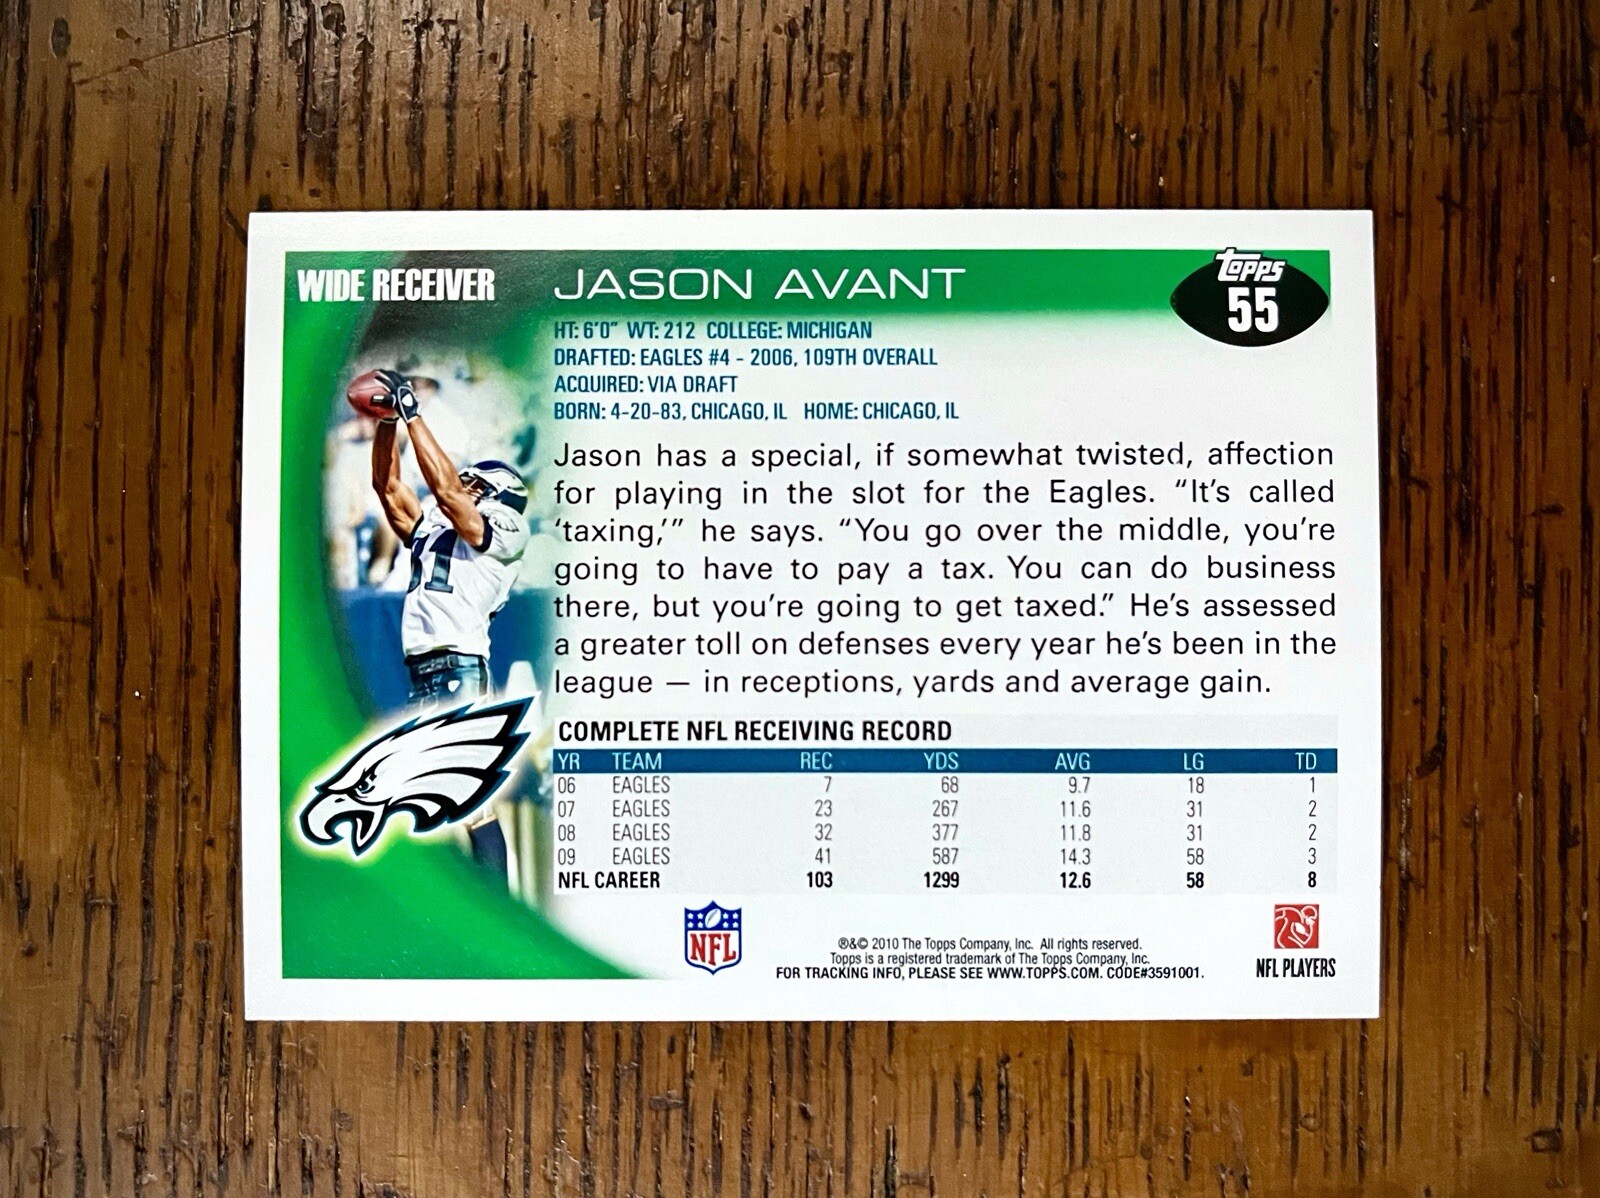 WIDE RECEIVER
JASON AVANT
Topps
55
HT: 6'0" WT: 212 COLLEGE: MICHIGAN
DRAFTED: EAGLES #4 - 2006, 109TH OVERALL
ACQUIRED: VIA DRAFT
BORN: 4-20-83, CHICAGO, IL HOME: CHICAGO, IL
Jason has a special, if somewhat twisted, affection
for playing in the slot for the Eagles. “It’s called
‘taxing,’” he says. “You go over the middle, you’re
going to have to pay a tax. You can do business
there, but you’re going to get taxed.” He’s assessed
a greater toll on defenses every year he’s been in the
league — in receptions, yards and average gain.
COMPLETE NFL RECEIVING RECORD
YR TEAM REC YDS AVG LG TD
06 EAGLES 7 68 9.7 18 1
07 EAGLES 23 267 11.6 31 2
08 EAGLES 32 377 11.8 31 2
09 EAGLES 41 587 14.3 58 3
NFL CAREER 103 1299 12.6 58 8
NFL
®&© 2010 The Topps Company, Inc. All rights reserved.
Topps is a registered trademark of The Topps Company, Inc.
FOR TRACKING INFO, PLEASE SEE WWW.TOPPS.COM. CODE#3591001.
NFL PLAYERS